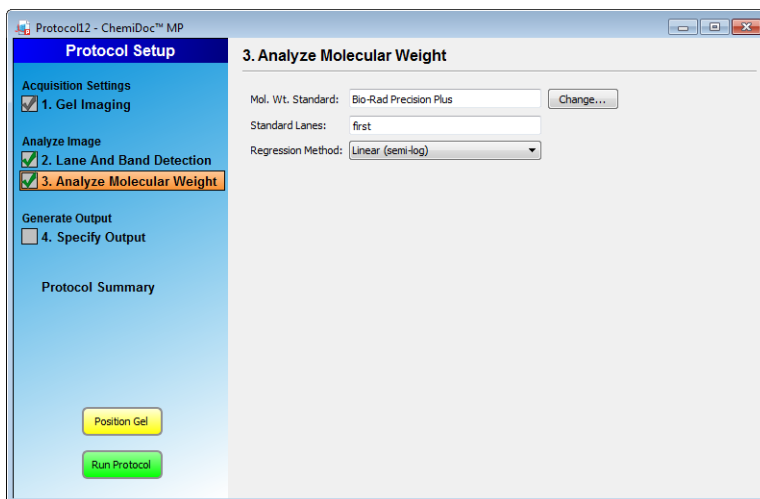 Protocol12 - ChemiDoc™ MP
Protocol Setup
Acquisition Settings
1. Gel Imaging
Analyze Image
2. Lane And Band Detection
3. Analyze Molecular Weight
Generate Output
4. Specify Output
Protocol Summary
Position Gel
Run Protocol
3. Analyze Molecular Weight
Mol. Wt. Standard: Bio-Rad Precision Plus Change...
Standard Lanes: first
Regression Method: Linear (semi-log)